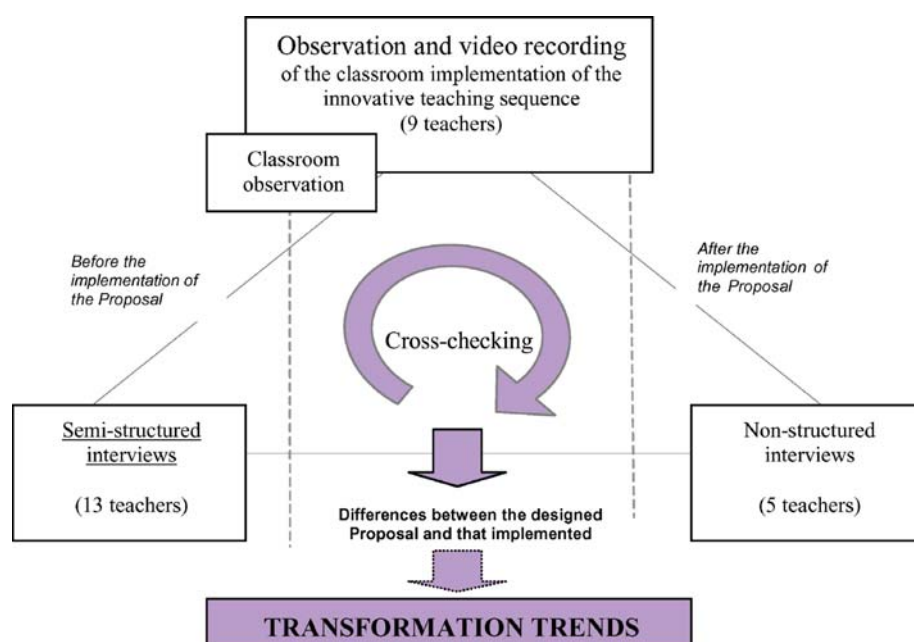 Observation and video recording
of the classroom implementation of the
innovative teaching sequence
(9 teachers)
Classroom
observation
Before the
implementation of
the Proposal
After the
implementation of
the Proposal
Cross-checking
Semi-structured
interviews
(13 teachers)
Non-structured
interviews
(5 teachers)
Differences between the designed
Proposal and that implemented
TRANSFORMATION TRENDS